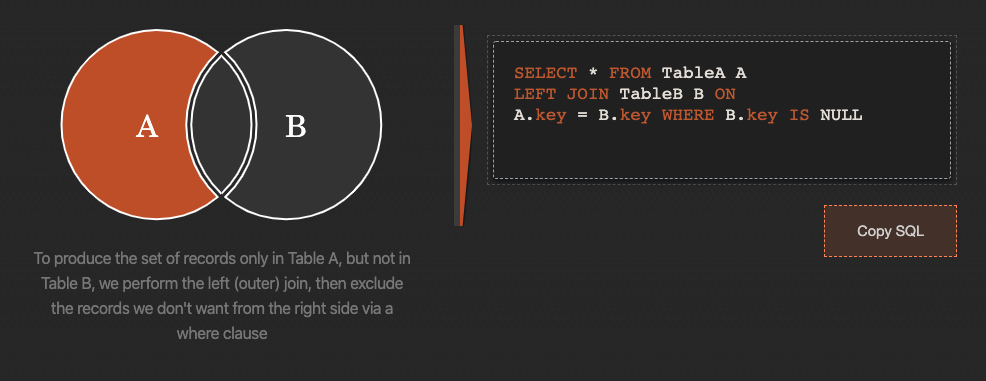 A
B
To produce the set of records only in Table A, but not in
Table B, we perform the left (outer) join, then exclude
the records we don't want from the right side via a
where clause
SELECT * FROM TableA A
LEFT JOIN TableB B ON
A.key = B.key WHERE B.key IS NULL
Copy SQL